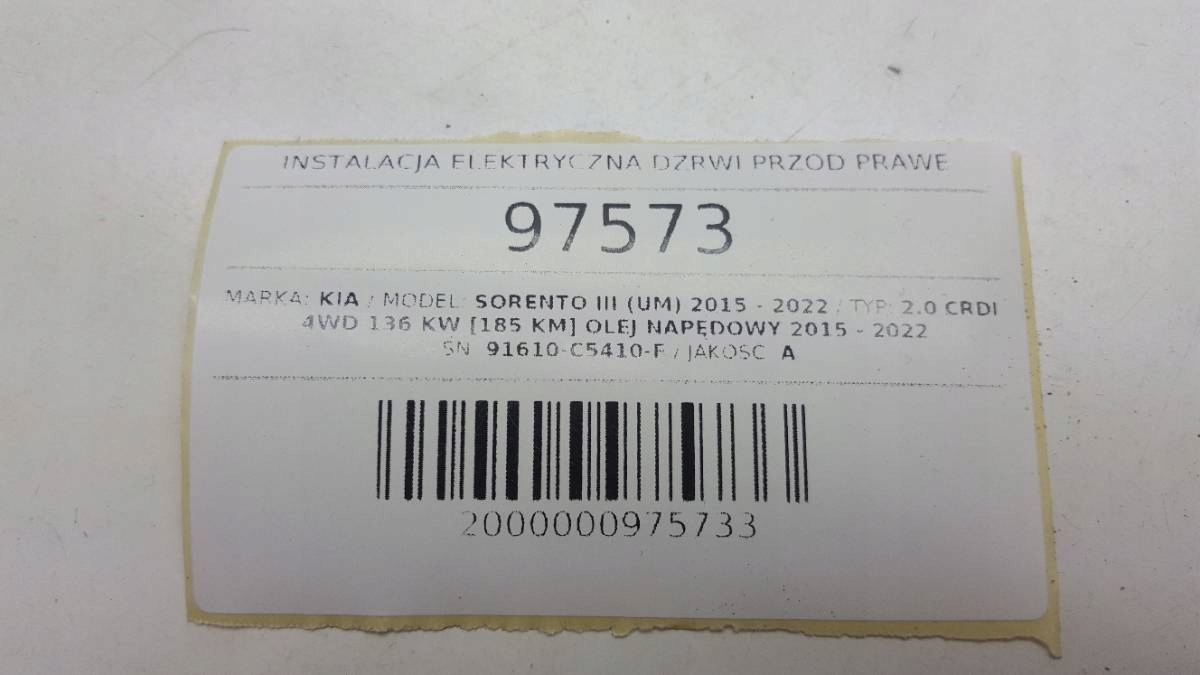 INSTALACJA ELEKTRYCZNA DZRWI PRZOD PRAWE
97573
MARKA: KIA / MODEL: SORENTO III (UM) 2015 - 2022 / TYP: 2.0 CRDI
4WD 136 KW [185 KM] OLEJ NAPĘDOWY 2015 - 2022
SN: 91610-C5410-F / JAKOŚĆ: A
2000000975733